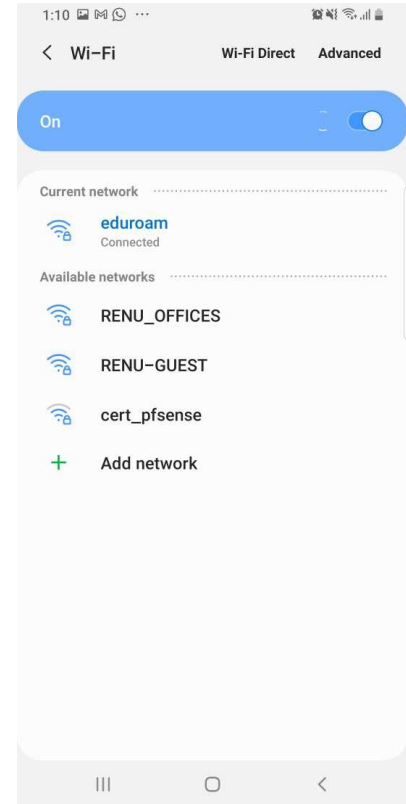 1:10
Wi-Fi Wi-Fi Direct Advanced
On
Current network
eduroam
Connected
Available networks
RENU_OFFICES
RENU-GUEST
cert_pfsense
Add network